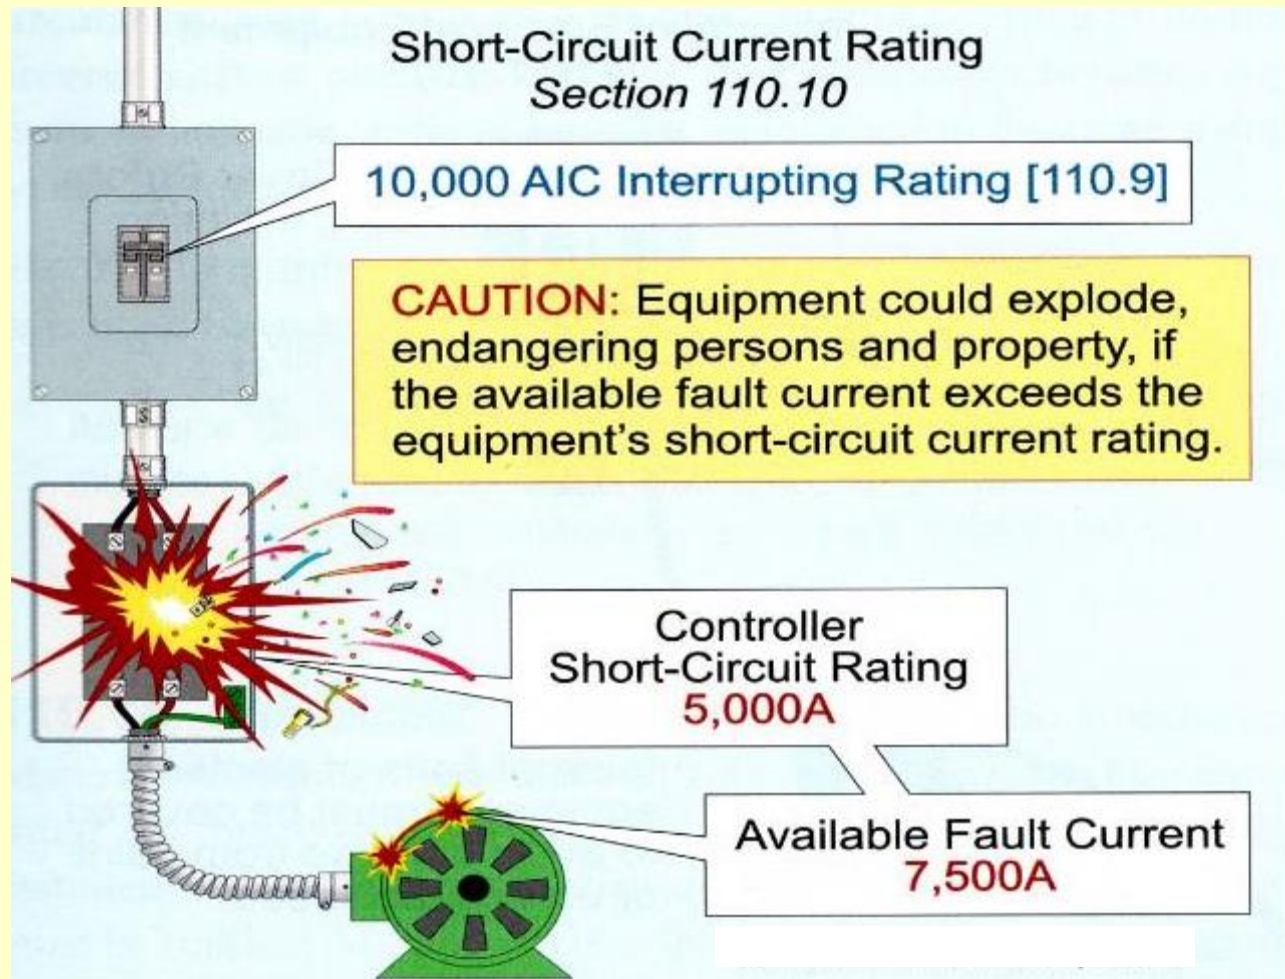 Short-Circuit Current Rating
Section 110.10
10,000 AIC Interrupting Rating [110.9]
CAUTION: Equipment could explode,
endangering persons and property, if
the available fault current exceeds the
equipment's short-circuit current rating.
Controller
Short-Circuit Rating
5,000A
Available Fault Current
7,500A